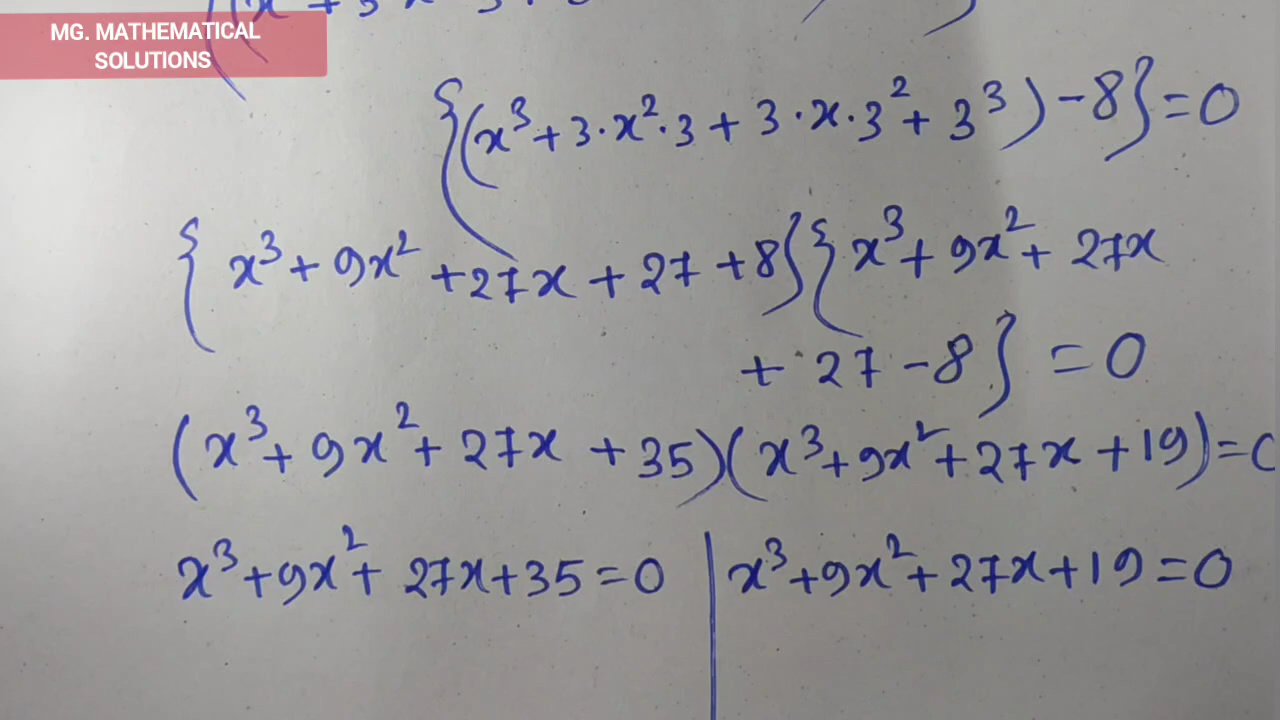 MG. MATHEMATICAL
SOLUTIONS
{(x³+3·x²·3+3·x·3²+3³)-8}=0
{x³+9x²+27x+27+8}{x³+9x²+27x
+27-8}=0
(x³+9x²+27x+35)(x³+9x²+27x+19)=0
x³+9x²+27x+35=0 | x³+9x²+27x+19=0